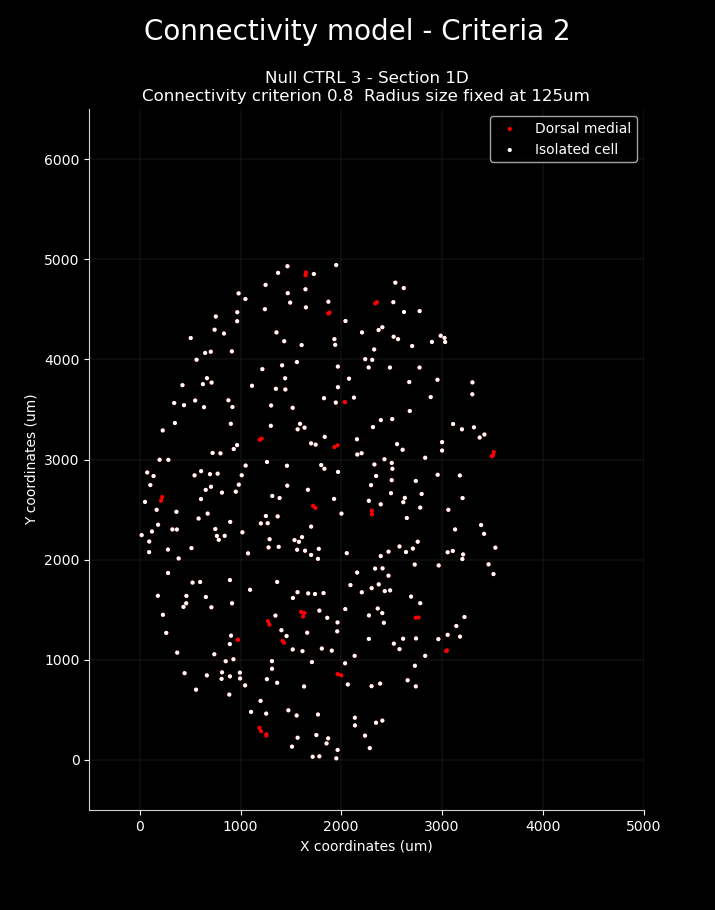 Connectivity model - Criteria 2
Null CTRL 3 - Section 1D
Connectivity criterion 0.8  Radius size fixed at 125um
Dorsal medial
Isolated cell
6000
5000
4000
3000
2000
1000
0
Y coordinates (um)
0 1000 2000 3000 4000 5000
X coordinates (um)